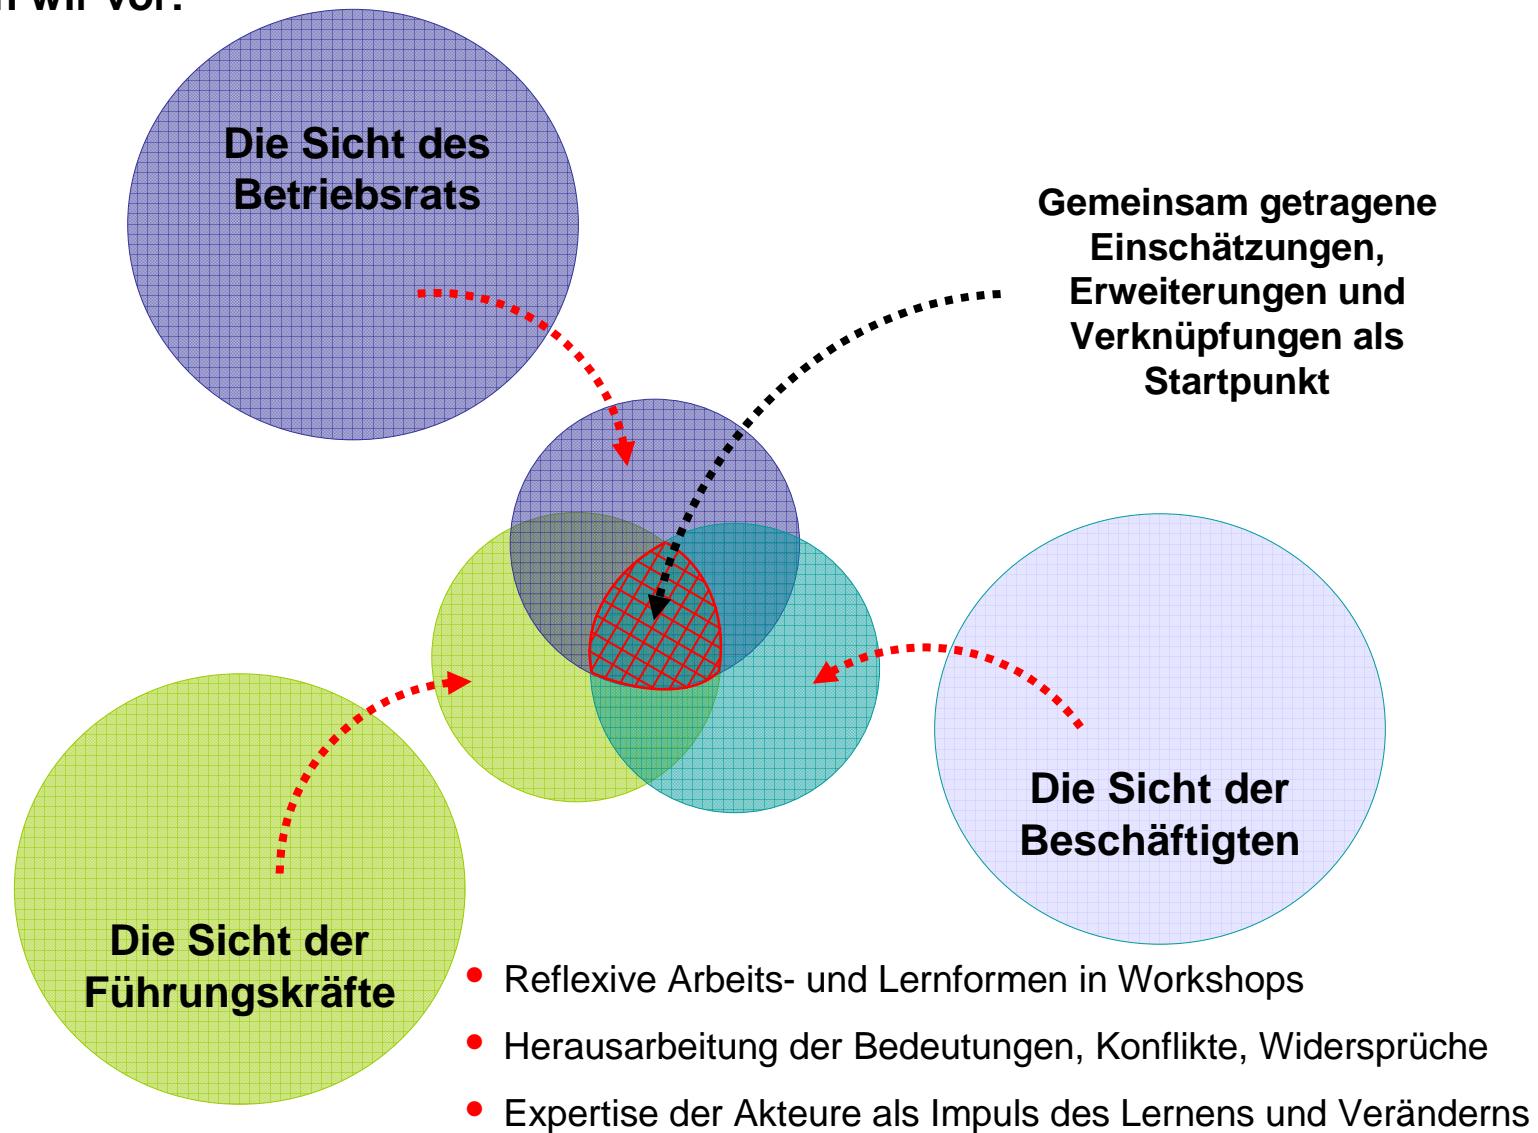 wir vor:
Die Sicht des
Betriebsrats
Gemeinsam getragene
Einschätzungen,
Erweiterungen und
Verknüpfungen als
Startpunkt
Die Sicht der
Beschäftigten
Die Sicht der
Führungskräfte
• Reflexive Arbeits- und Lernformen in Workshops
• Herausarbeitung der Bedeutungen, Konflikte, Widersprüche
• Expertise der Akteure als Impuls des Lernens und Veränderns